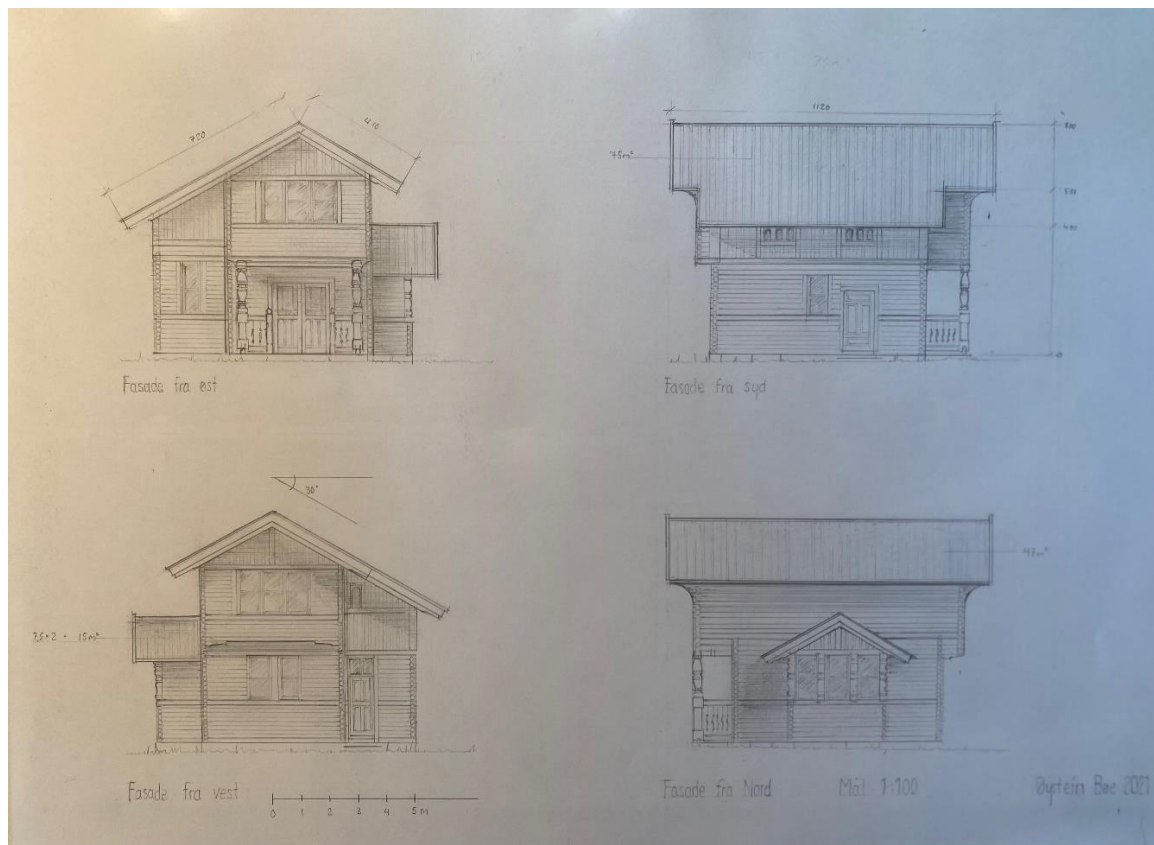 720
410
Fasade fra øst
1120
75m²
Fasade fra syd
30°
7,5 × 2 = 15m²
Fasade fra vest
0 1 2 3 4 5 m
Fasade fra Nord
Mål 1:100
Øystein Bøe 2021